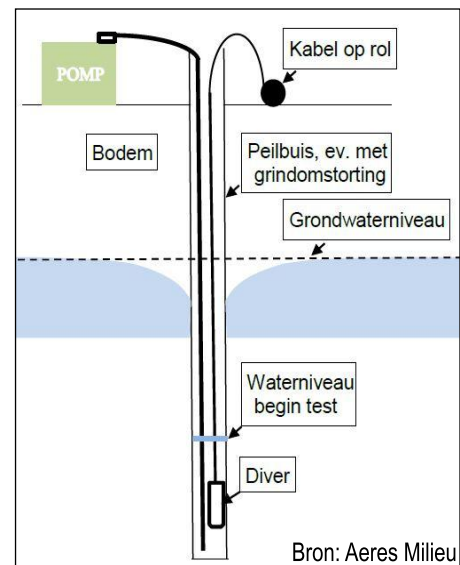 Kabel op rol
POMP
Bodem
Peilbuis, ev. met
grindomstorting
Grondwaterniveau
Waterniveau
begin test
Diver
Bron: Aeres Milieu